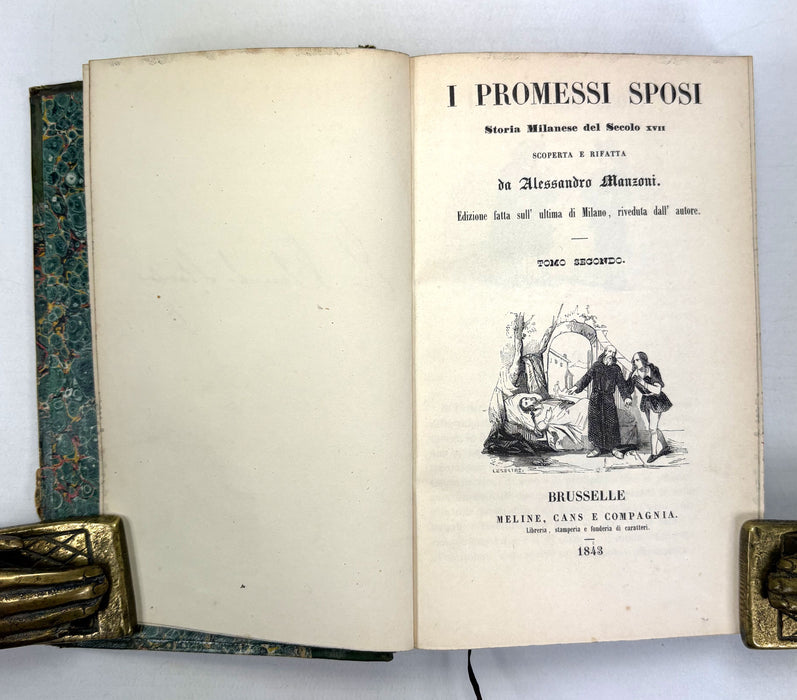 I PROMESSI SPOSI
Storia Milanese del Secolo XVII
SCOPERTA E RIFATTA
da Alessandro Manzoni.
Edizione fatta sull' ultima di Milano, riveduta dall' autore.
TOMO SECONDO.
BRUSSELLE
MELINE, CANS E COMPAGNIA.
Libreria, stamperia e fonderia di caratteri.
1843